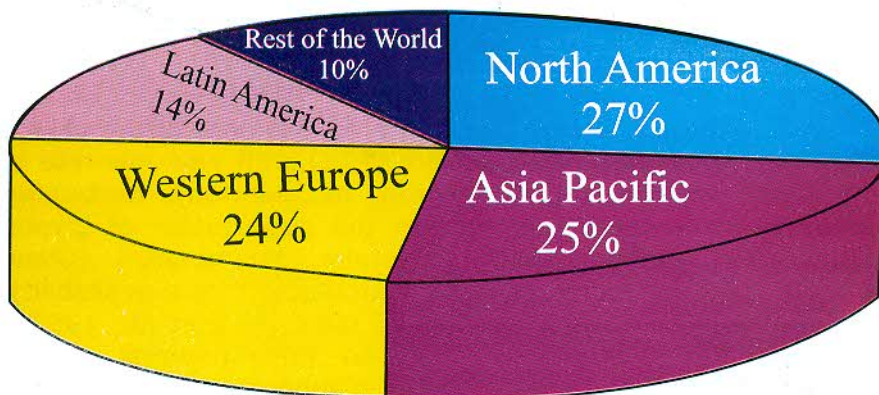 Rest of the World
10%
North America
27%
Latin America
14%
Western Europe
24%
Asia Pacific
25%